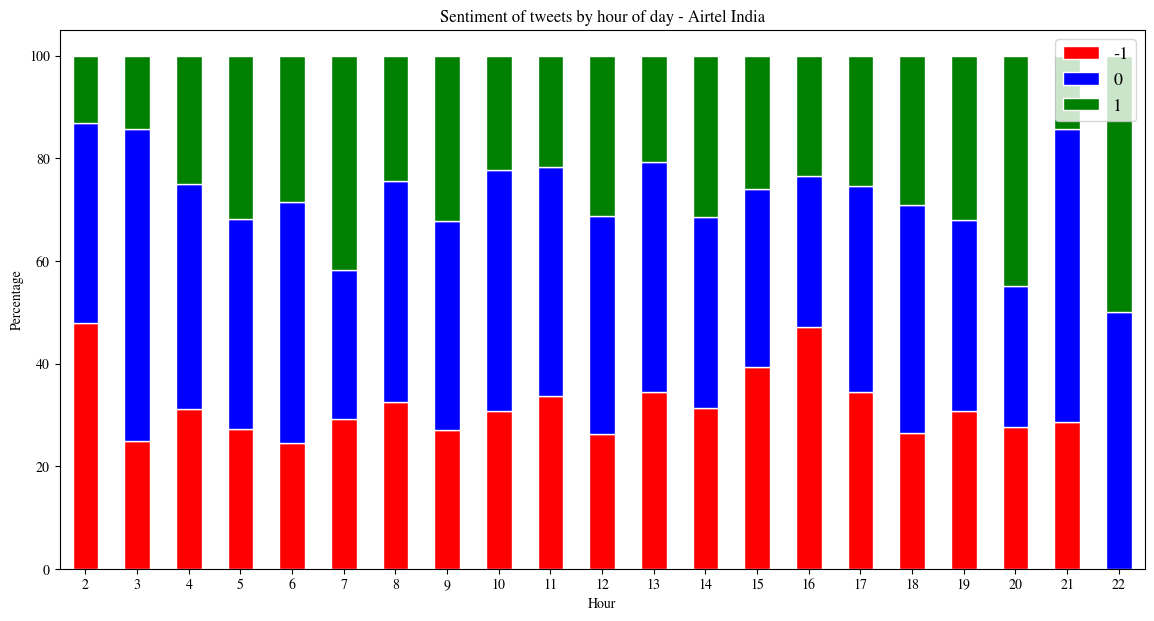 Sentiment of tweets by hour of day - Airtel India
-1
0
1
100
80
60
40
20
0
Percentage
2 3 4 5 6 7 8 9 10 11 12 13 14 15 16 17 18 19 20 21 22
Hour